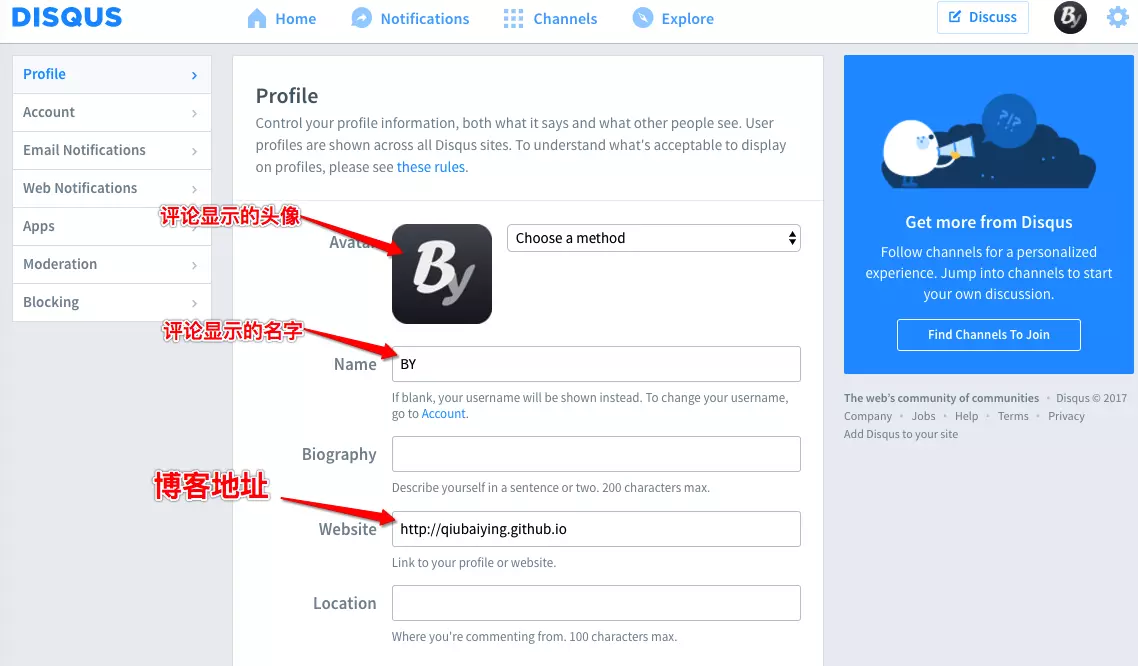 DISQUS
Home
Notifications
Channels
Explore
Discuss
By
Profile
Account
Email Notifications
Web Notifications
Apps
Moderation
Blocking
Profile
Control your profile information, both what it says and what other people see. User
profiles are shown across all Disqus sites. To understand what's acceptable to display
on profiles, please see these rules.
评论显示的头像
Avatar
By
Choose a method
评论显示的名字
Name
BY
If blank, your username will be shown instead. To change your username,
go to Account.
Biography
Describe yourself in a sentence or two. 200 characters max.
博客地址
Website
http://qiubaiying.github.io
Link to your profile or website.
Location
Where you're commenting from. 100 characters max.
?!?
Get more from Disqus
Follow channels for a personalized
experience. Jump into channels to start
your own discussion.
Find Channels To Join
The web's community of communities • Disqus © 2017
Company • Jobs • Help • Terms • Privacy
Add Disqus to your site